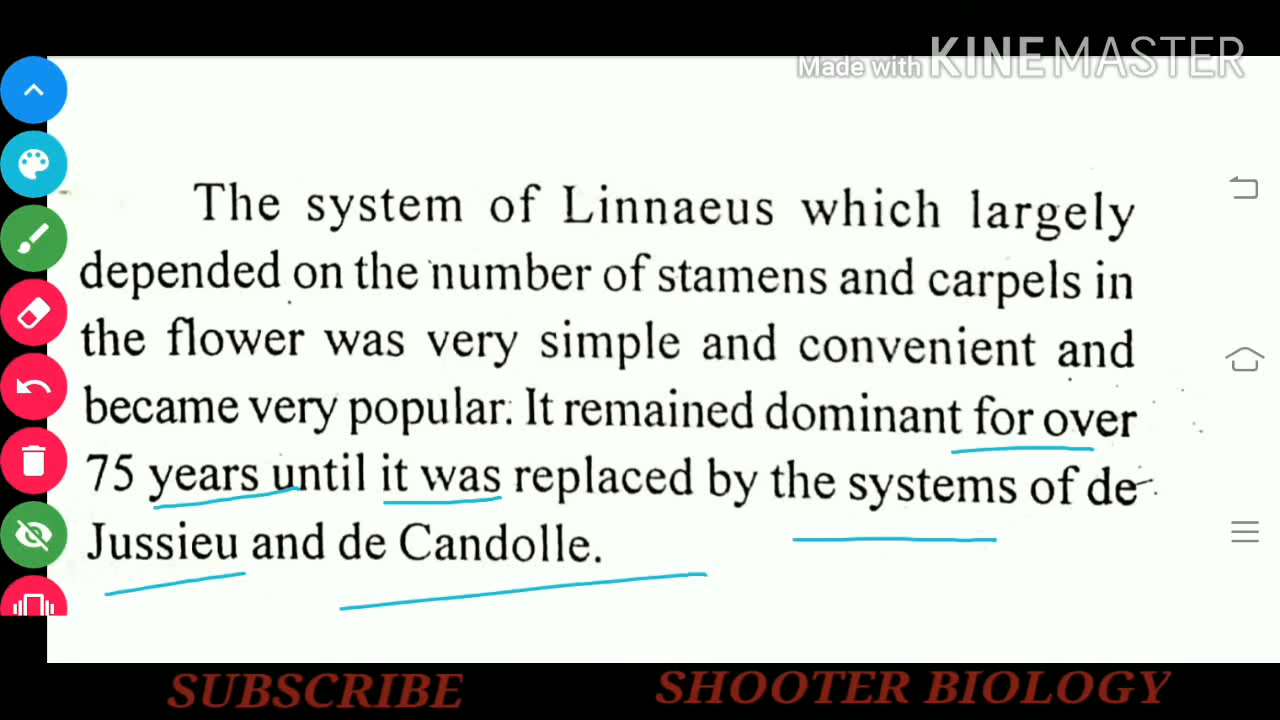 Made with KINEMASTER
The system of Linnaeus which largely
depended on the number of stamens and carpels in
the flower was very simple and convenient and
became very popular. It remained dominant for over
75 years until it was replaced by the systems of de
Jussieu and de Candolle.
SUBSCRIBE SHOOTER BIOLOGY